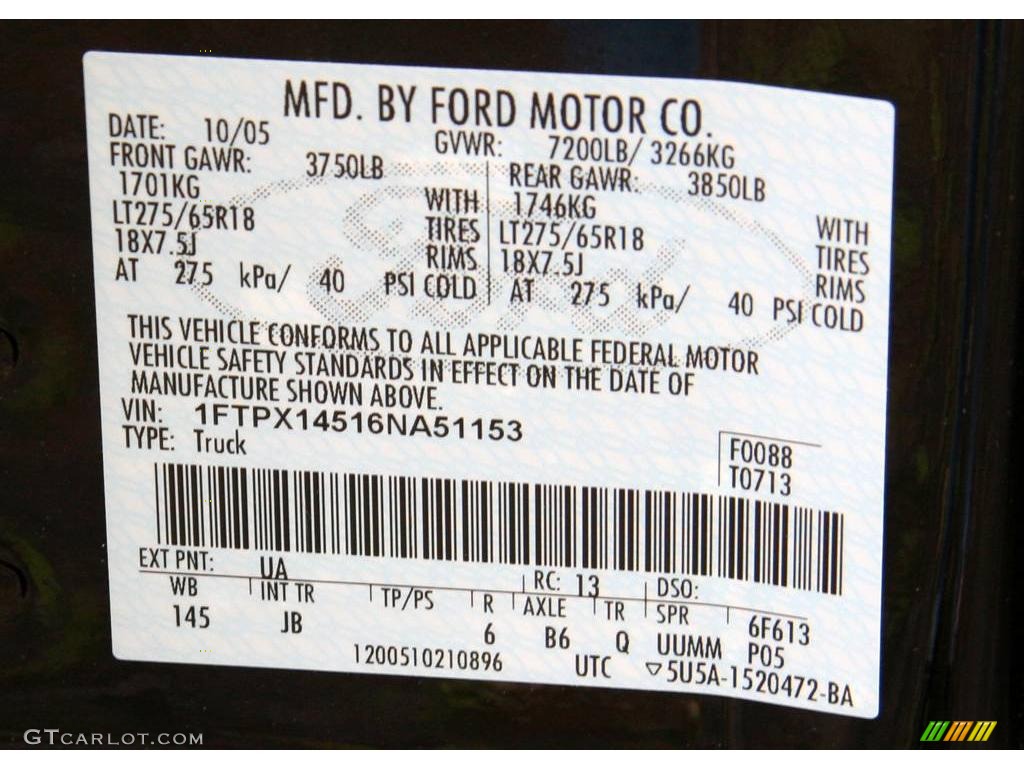 MFD. BY FORD MOTOR CO.
DATE: 10/05 GVWR: 7200LB/ 3266KG
FRONT GAWR: 3750LB REAR GAWR: 3850LB
1701KG WITH 1746KG WITH
LT275/65R18 TIRES LT275/65R18 TIRES
18X7.5J RIMS 18X7.5J RIMS
AT 275 kPa/ 40 PSI COLD AT 275 kPa/ 40 PSI COLD
THIS VEHICLE CONFORMS TO ALL APPLICABLE FEDERAL MOTOR
VEHICLE SAFETY STANDARDS IN EFFECT ON THE DATE OF
MANUFACTURE SHOWN ABOVE.
VIN: 1FTPX14516NA51153
TYPE: Truck
F0088
T0713
EXT PNT: UA RC: 13 DSO:
WB INT TR TP/PS R AXLE TR SPR 6F613
145 JB 6 B6 Q UUMM P05
1200510210896 UTC ▽5U5A-1520472-BA
Ford
GTCARLOT.COM